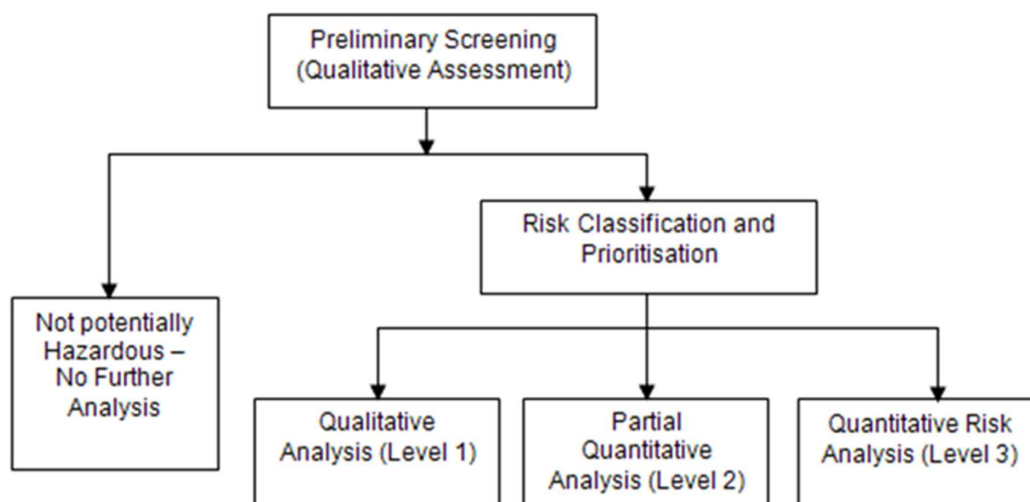 Preliminary Screening
(Qualitative Assessment)
Risk Classification and
Prioritisation
Not potentially
Hazardous –
No Further
Analysis
Qualitative
Analysis (Level 1)
Partial
Quantitative
Analysis (Level 2)
Quantitative Risk
Analysis (Level 3)